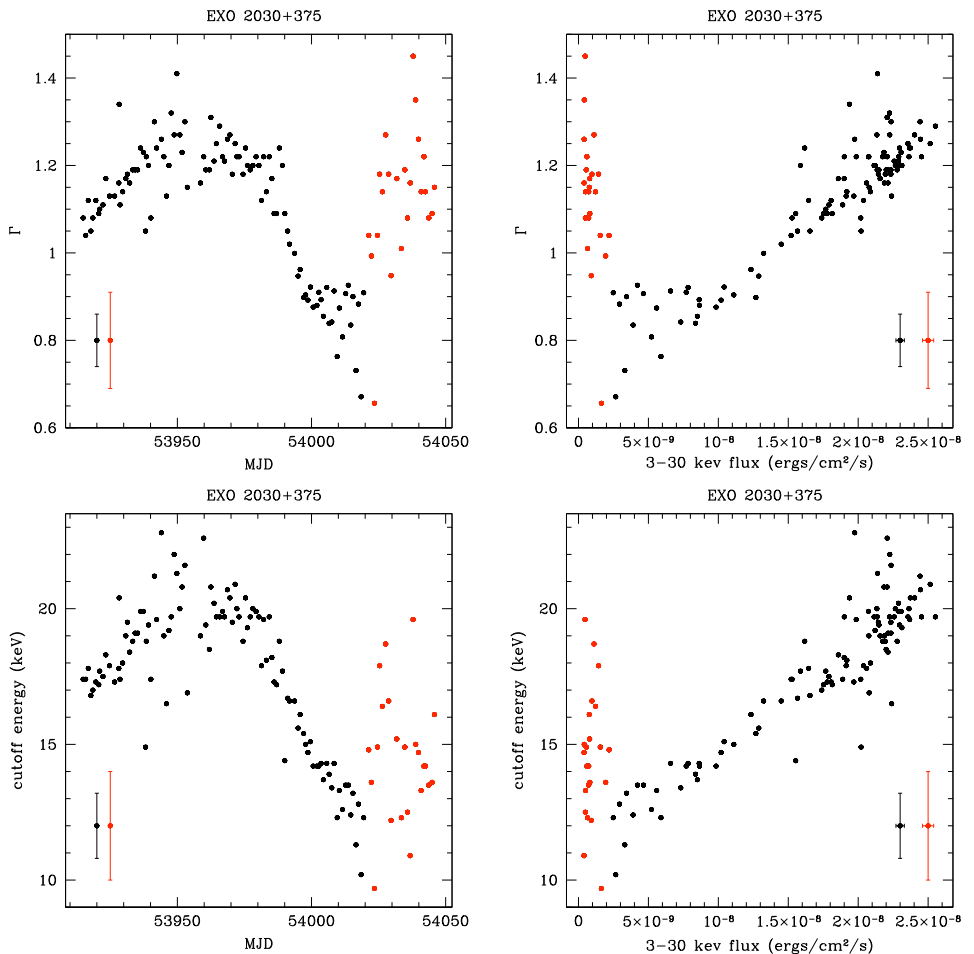 EXO 2030+375
EXO 2030+375
1.4
1.2
1
0.8
0.6
Γ
53950
54000
54050
MJD
1.4
1.2
1
0.8
0.6
Γ
0
5×10⁻⁹
10⁻⁸
1.5×10⁻⁸
2×10⁻⁸
2.5×10⁻⁸
3−30 kev flux (ergs/cm²/s)
EXO 2030+375
EXO 2030+375
20
15
10
cutoff energy (keV)
53950
54000
54050
MJD
20
15
10
cutoff energy (keV)
0
5×10⁻⁹
10⁻⁸
1.5×10⁻⁸
2×10⁻⁸
2.5×10⁻⁸
3−30 kev flux (ergs/cm²/s)